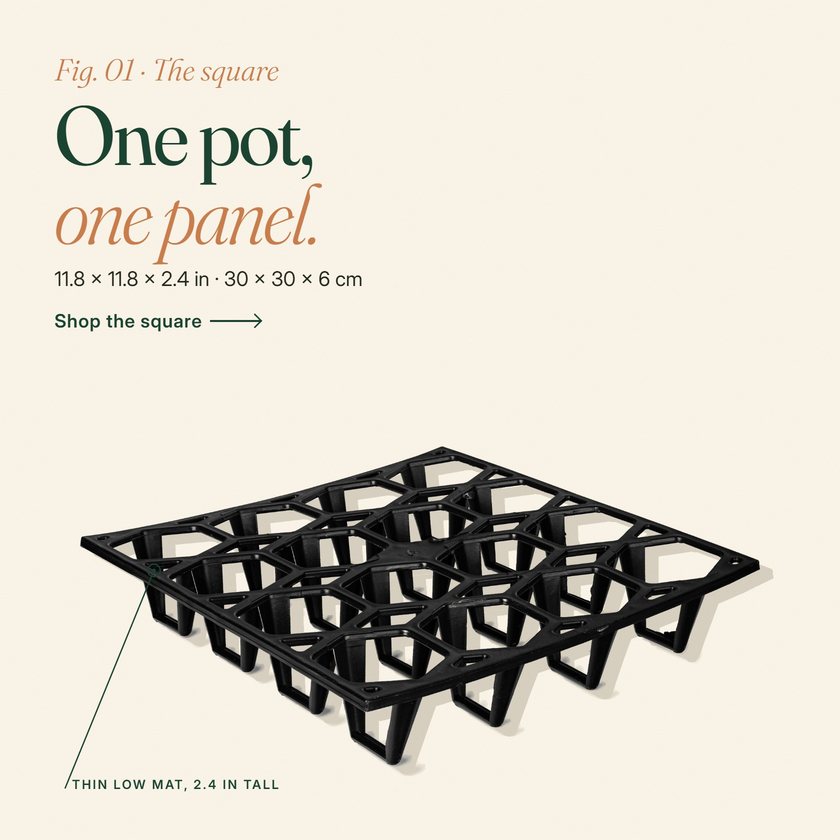 Fig. 01 · The square
One pot,
one panel.
11.8 × 11.8 × 2.4 in · 30 × 30 × 6 cm
Shop the square
THIN LOW MAT, 2.4 IN TALL